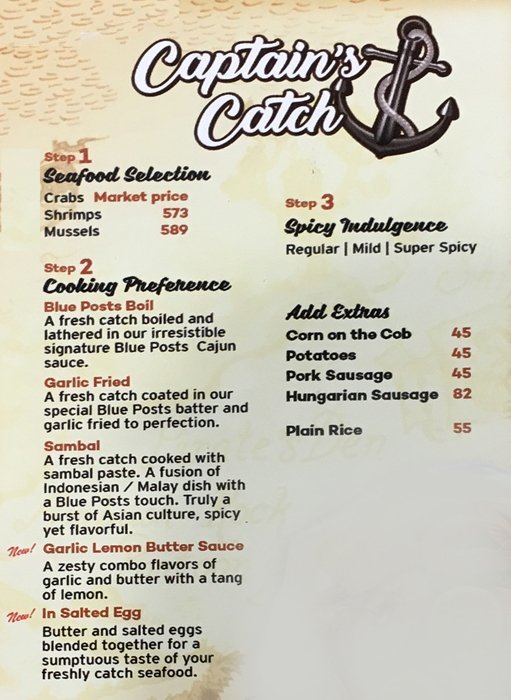 Captain's
Catch
Step 1
Seafood Selection
Crabs Market price
Shrimps 573
Mussels 589
Step 2
Cooking Preference
Blue Posts Boil
A fresh catch boiled and
lathered in our irresistible
signature Blue Posts Cajun
sauce.
Garlic Fried
A fresh catch coated in our
special Blue Posts batter and
garlic fried to perfection.
Sambal
A fresh catch cooked with
sambal paste. A fusion of
Indonesian / Malay dish with
a Blue Posts touch. Truly a
burst of Asian culture, spicy
yet flavorful.
New! Garlic Lemon Butter Sauce
A zesty combo flavors of
garlic and butter with a tang
of lemon.
New! In Salted Egg
Butter and salted eggs
blended together for a
sumptuous taste of your
freshly catch seafood.
Step 3
Spicy Indulgence
Regular | Mild | Super Spicy
Add Extras
Corn on the Cob 45
Potatoes 45
Pork Sausage 45
Hungarian Sausage 82
Plain Rice 55